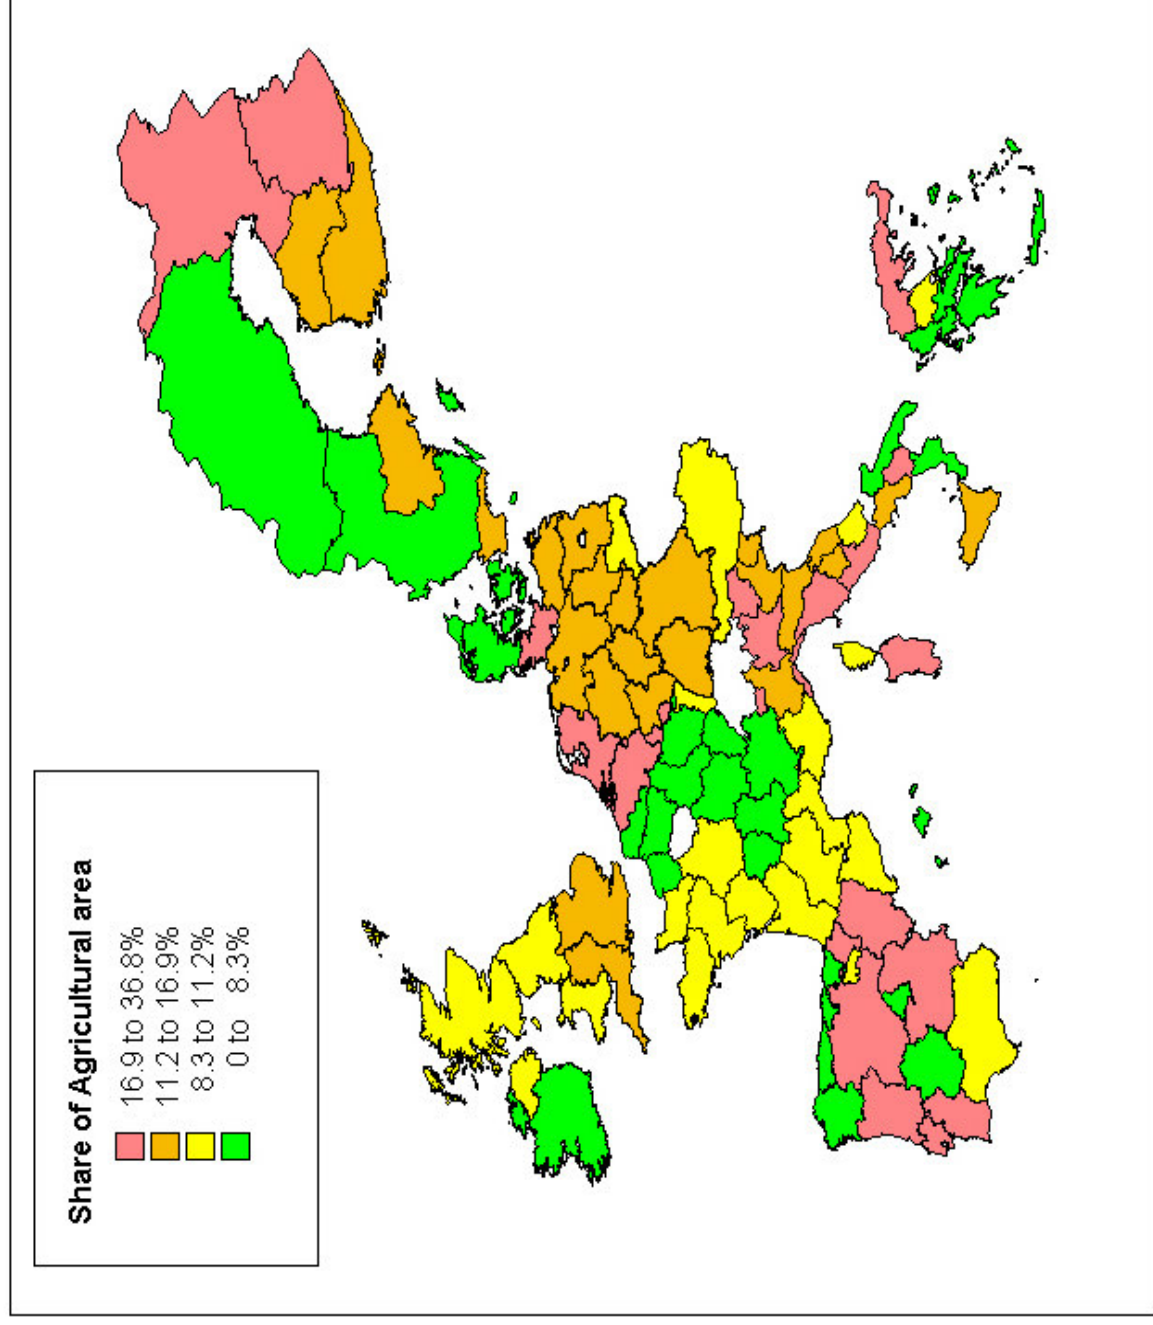 Share of Agricultural area
16.9 to 36.8%
11.2 to 16.9%
8.3 to 11.2%
0 to 8.3%